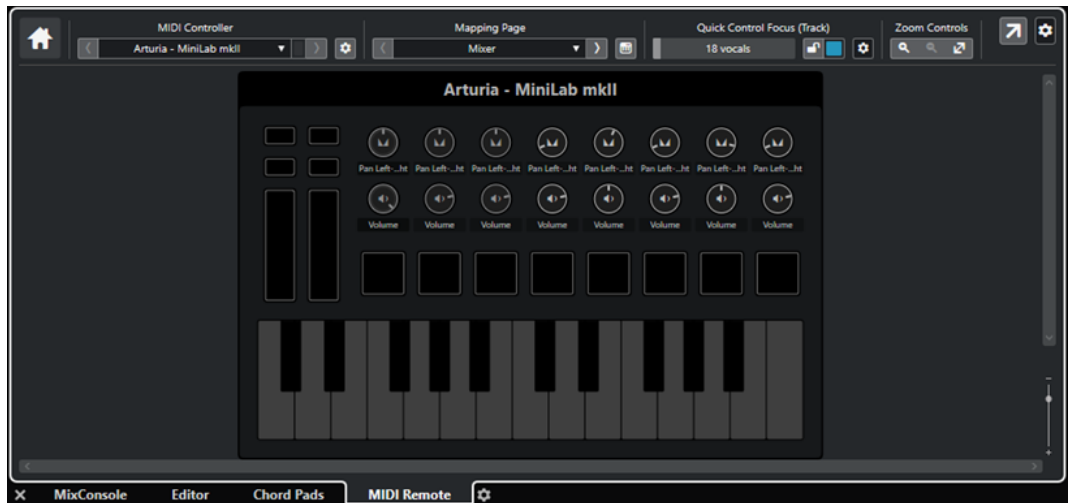 MIDI Controller Mapping Page Quick Control Focus (Track) Zoom Controls
Arturia - MiniLab mkII Mixer 18 vocals
Arturia - MiniLab mkII
Pan Left-...ht Pan Left-...ht Pan Left-...ht Pan Left-...ht Pan Left-...ht Pan Left-...ht Pan Left-...ht Pan Left-...ht
Volume Volume Volume Volume Volume Volume Volume Volume
MixConsole Editor Chord Pads MIDI Remote